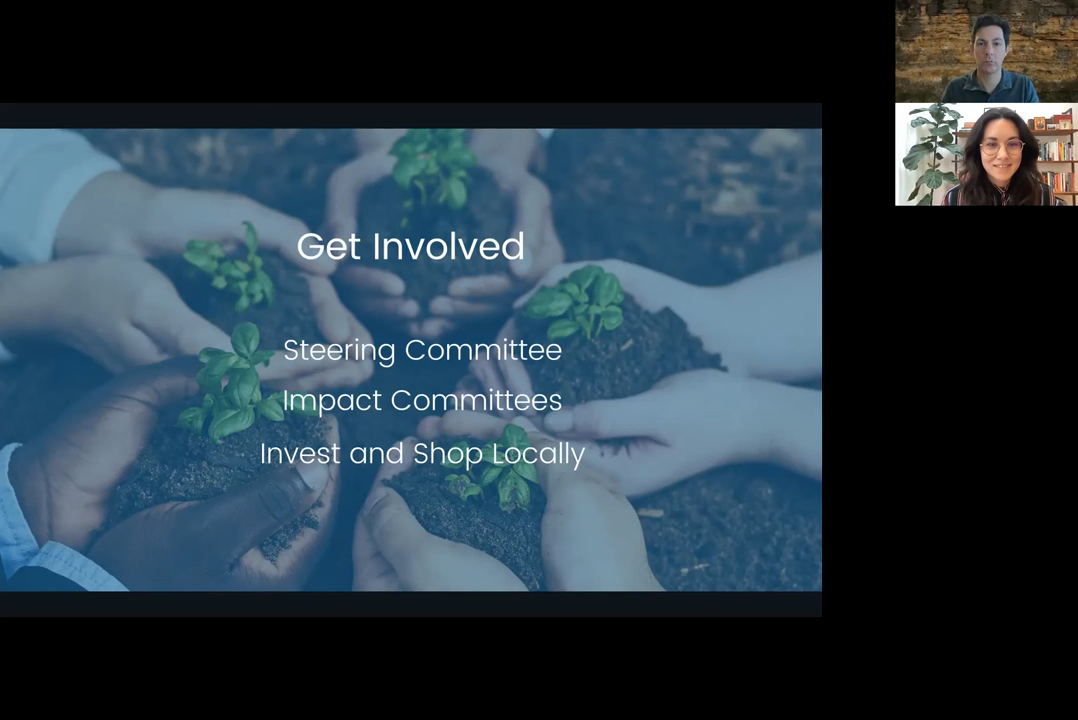 Get Involved
Steering Committee
Impact Committees
Invest and Shop Locally